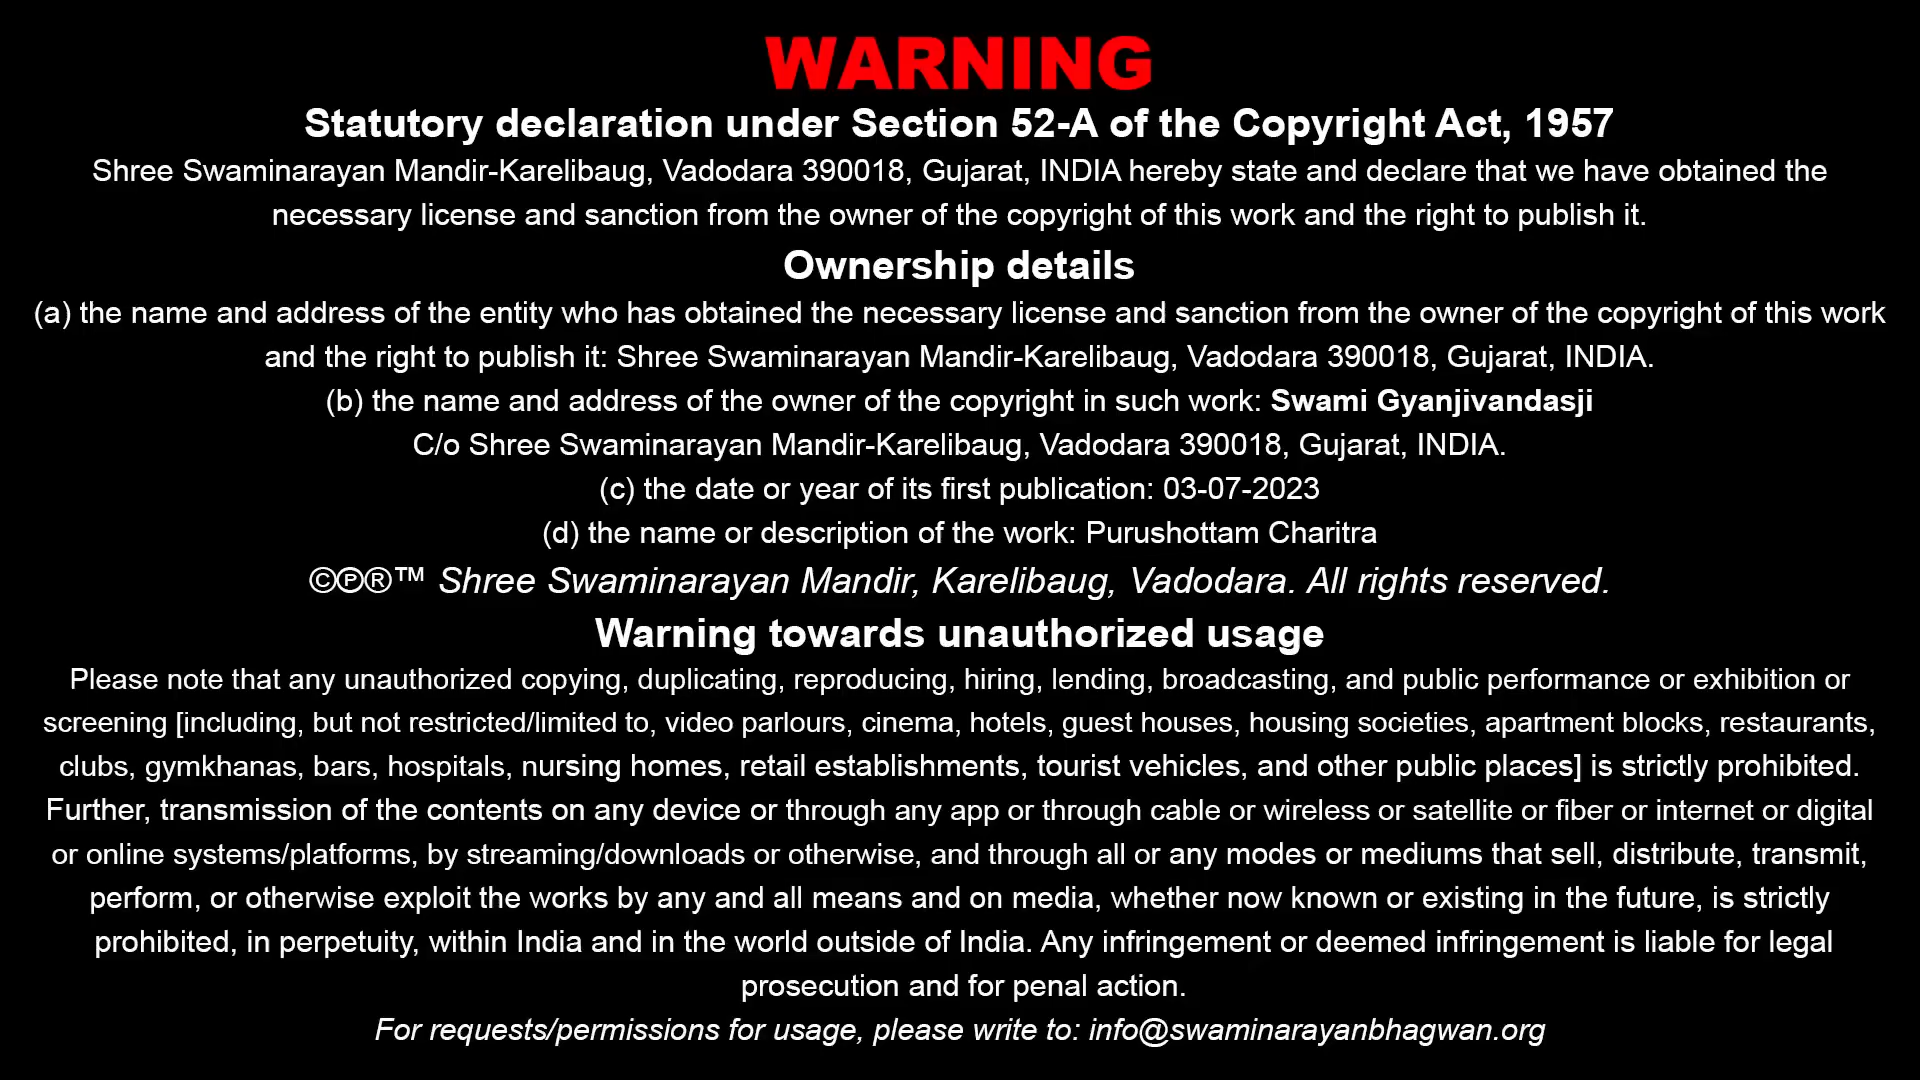 WARNING
Statutory declaration under Section 52-A of the Copyright Act, 1957
Shree Swaminarayan Mandir-Karelibaug, Vadodara 390018, Gujarat, INDIA hereby state and declare that we have obtained the
necessary license and sanction from the owner of the copyright of this work and the right to publish it.
Ownership details
(a) the name and address of the entity who has obtained the necessary license and sanction from the owner of the copyright of this work
and the right to publish it: Shree Swaminarayan Mandir-Karelibaug, Vadodara 390018, Gujarat, INDIA.
(b) the name and address of the owner of the copyright in such work: Swami Gyanjivandasji
C/o Shree Swaminarayan Mandir-Karelibaug, Vadodara 390018, Gujarat, INDIA.
(c) the date or year of its first publication: 03-07-2023
(d) the name or description of the work: Purushottam Charitra
©℗®™ Shree Swaminarayan Mandir, Karelibaug, Vadodara. All rights reserved.
Warning towards unauthorized usage
Please note that any unauthorized copying, duplicating, reproducing, hiring, lending, broadcasting, and public performance or exhibition or
screening [including, but not restricted/limited to, video parlours, cinema, hotels, guest houses, housing societies, apartment blocks, restaurants,
clubs, gymkhanas, bars, hospitals, nursing homes, retail establishments, tourist vehicles, and other public places] is strictly prohibited.
Further, transmission of the contents on any device or through any app or through cable or wireless or satellite or fiber or internet or digital
or online systems/platforms, by streaming/downloads or otherwise, and through all or any modes or mediums that sell, distribute, transmit,
perform, or otherwise exploit the works by any and all means and on media, whether now known or existing in the future, is strictly
prohibited, in perpetuity, within India and in the world outside of India. Any infringement or deemed infringement is liable for legal
prosecution and for penal action.
For requests/permissions for usage, please write to: info@swaminarayanbhagwan.org